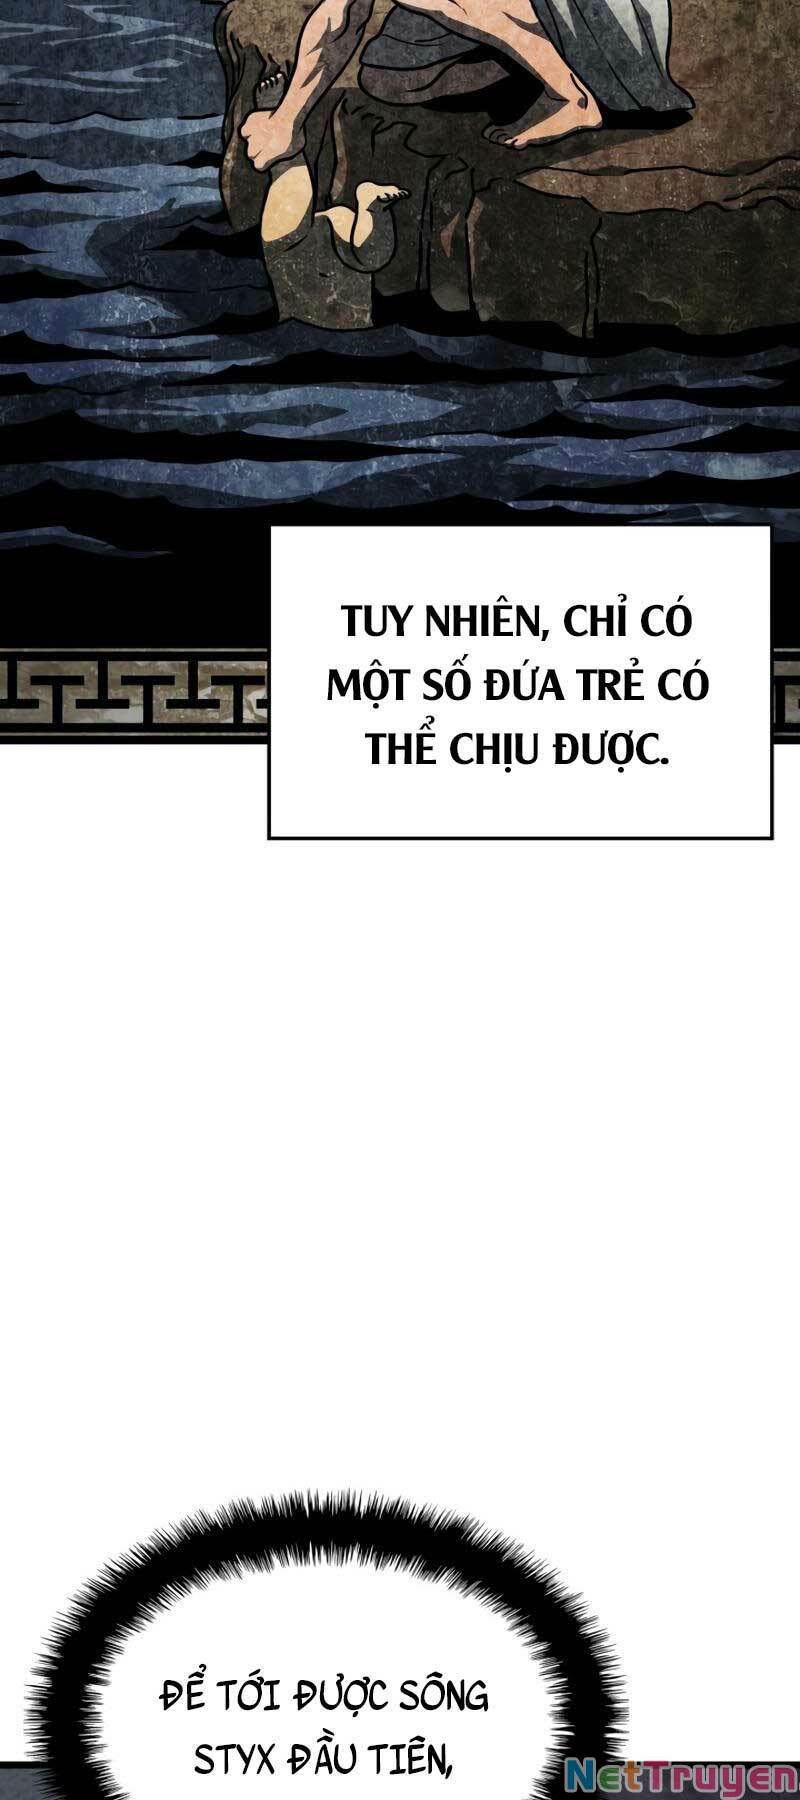 TUY NHIÊN, CHỈ CÓ
MỘT SỐ ĐỨA TRẺ CÓ
THỂ CHỊU ĐƯỢC.
ĐỂ TỚI ĐƯỢC SÔNG
STYX ĐẦU TIÊN,
NetTruyen